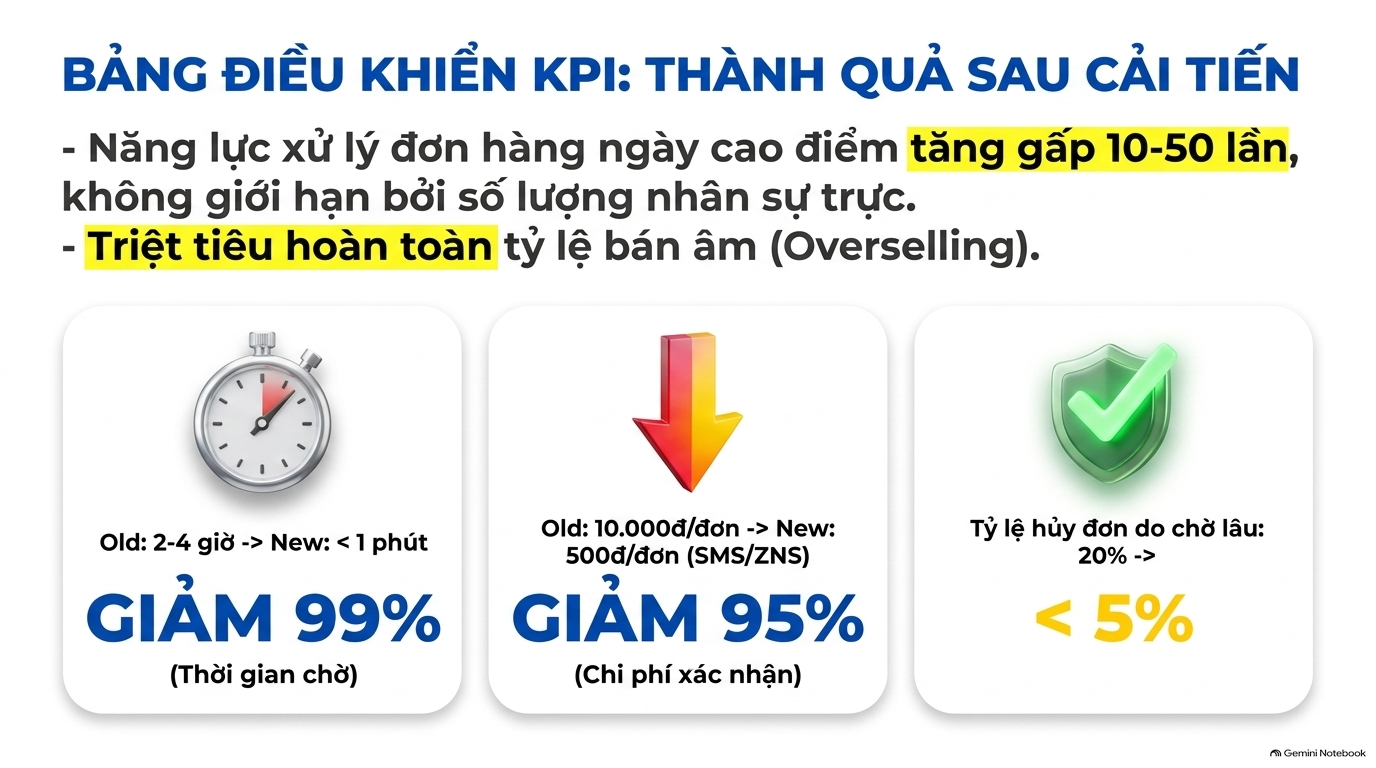 BẢNG ĐIỀU KHIỂN KPI: THÀNH QUẢ SAU CẢI TIẾN
- Năng lực xử lý đơn hàng ngày cao điểm tăng gấp 10-50 lần,
không giới hạn bởi số lượng nhân sự trực.
- Triệt tiêu hoàn toàn tỷ lệ bán âm (Overselling).
Old: 2-4 giờ -> New: < 1 phút
GIẢM 99%
(Thời gian chờ)
Old: 10.000đ/đơn -> New:
500đ/đơn (SMS/ZNS)
GIẢM 95%
(Chi phí xác nhận)
Tỷ lệ hủy đơn do chờ lâu:
20% ->
< 5%
Gemini Notebook